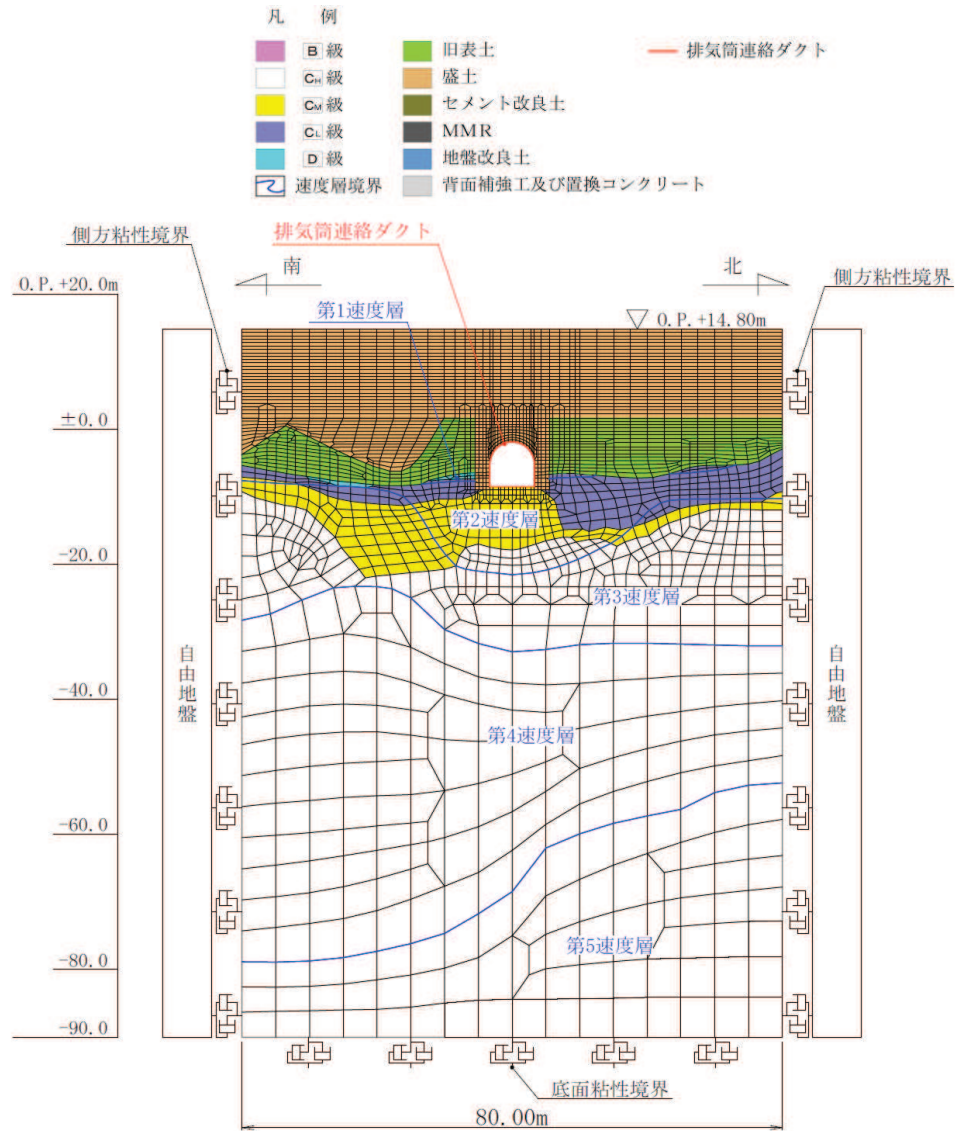 凡 例
B 級 旧表土 排気筒連絡ダクト
CH 級 盛土
CM 級 セメント改良土
CL 級 MMR
D 級 地盤改良土
速度層境界 背面補強工及び置換コンクリート
排気筒連絡ダクト
側方粘性境界
南 北
側方粘性境界
O.P.+20.0m
第1速度層
O.P.+14.80m
±0.0
第2速度層
-20.0
第3速度層
自由地盤
自由地盤
-40.0
第4速度層
-60.0
第5速度層
-80.0
-90.0
底面粘性境界
80.00m